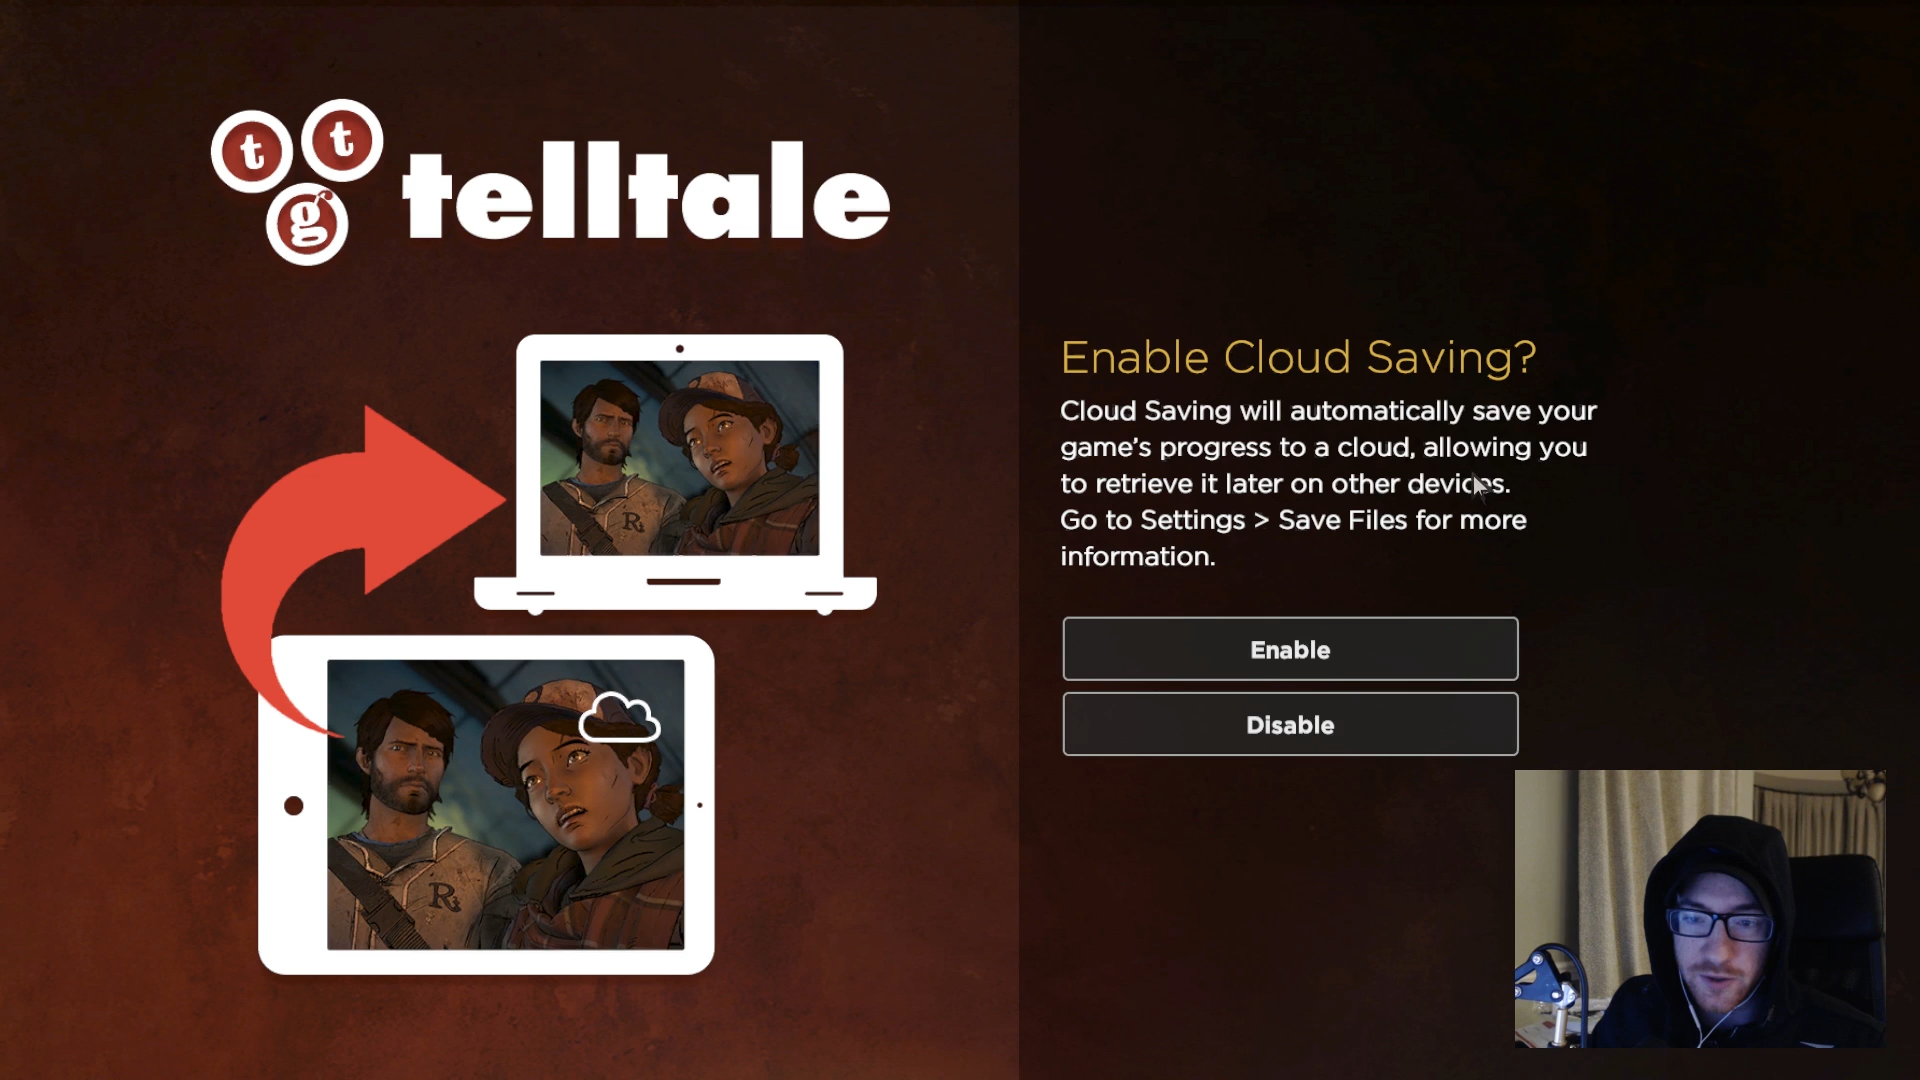 t t
g
telltale
Enable Cloud Saving?
Cloud Saving will automatically save your
game's progress to a cloud, allowing you
to retrieve it later on other devices.
Go to Settings > Save Files for more
information.
Enable
Disable
R
R